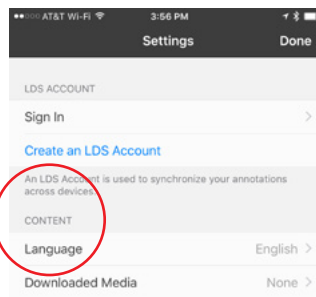 AT&T Wi-Fi 3:56 PM
Settings Done
LDS ACCOUNT
Sign In
Create an LDS Account
An LDS Account is used to synchronize your annotations
across devices.
CONTENT
Language English
Downloaded Media None